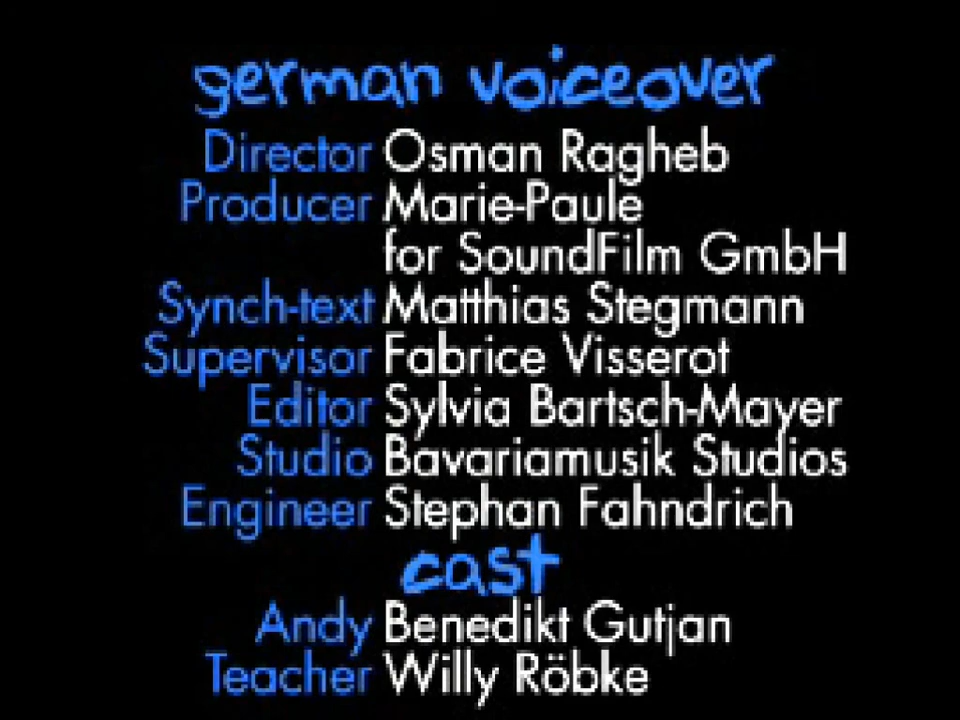 german voiceover
Director Osman Ragheb
Producer Marie-Paule
for SoundFilm GmbH
Synch-text Matthias Stegmann
Supervisor Fabrice Visserot
Editor Sylvia Bartsch-Mayer
Studio Bavariamusik Studios
Engineer Stephan Fahndrich
cast
Andy Benedikt Gutjan
Teacher Willy Röbke